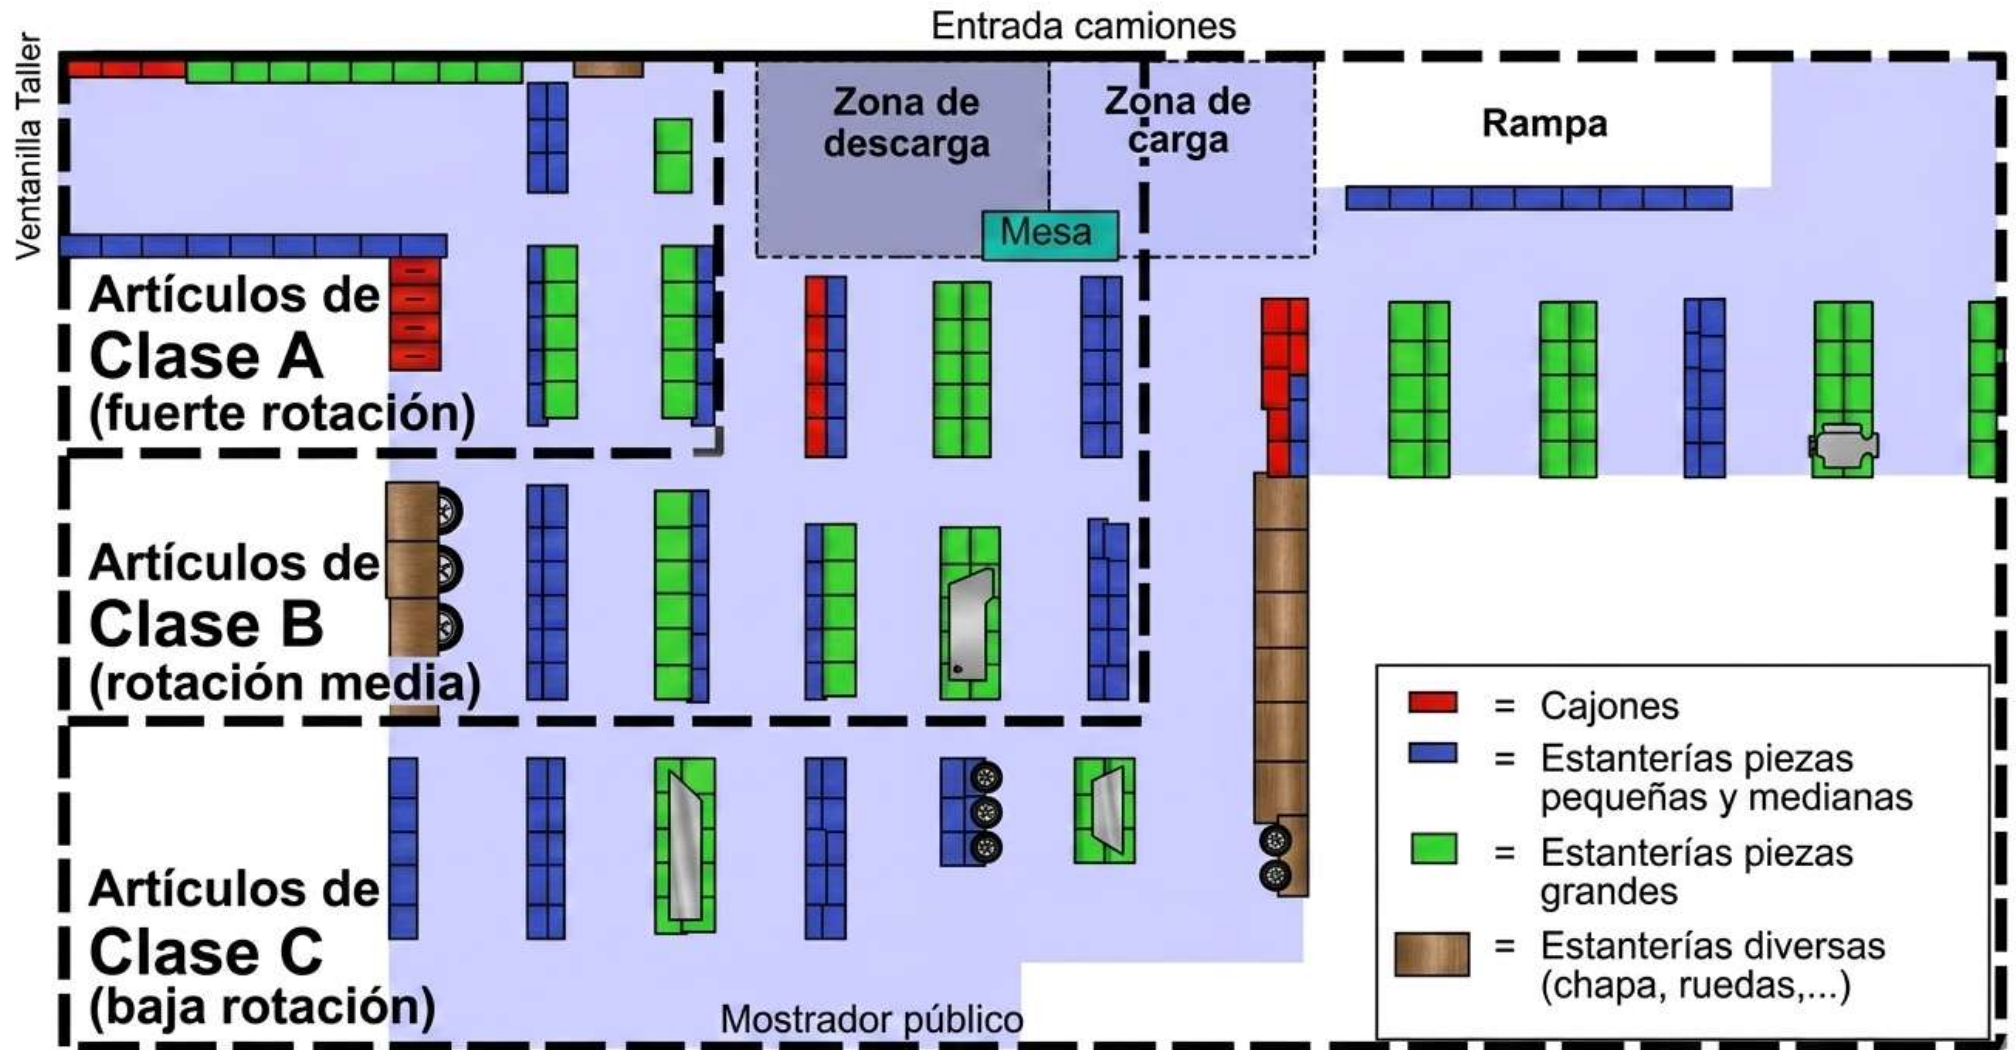 Entrada camiones
Ventanilla Taller
Zona de
descarga
Zona de
carga
Rampa
Mesa
Artículos de
Clase A
(fuerte rotación)
Artículos de
Clase B
(rotación media)
Artículos de
Clase C
(baja rotación)
Mostrador público
= Cajones
= Estanterías piezas
pequeñas y medianas
= Estanterías piezas
grandes
= Estanterías diversas
(chapa, ruedas,...)